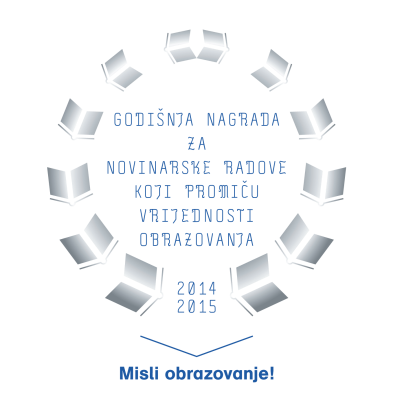 GODIŠNJA NAGRADA
ZA
NOVINARSKE RADOVE
KOJI PROMIČU
VRIJEDNOSTI
OBRAZOVANJA
2014
2015
Misli obrazovanje!